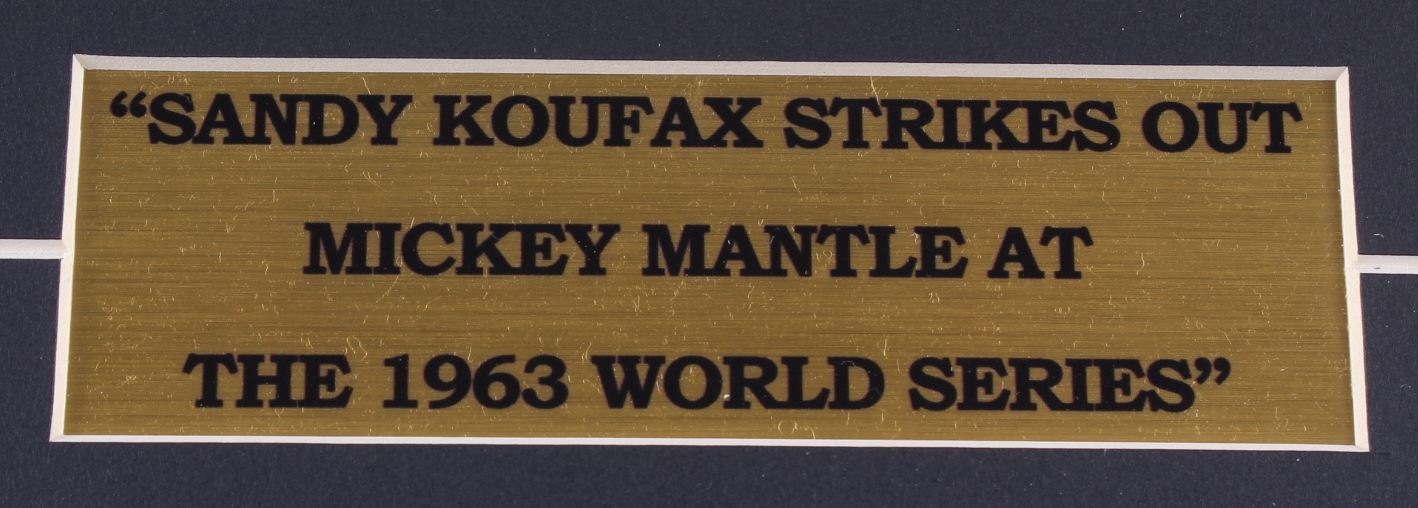 “SANDY KOUFAX STRIKES OUT
MICKEY MANTLE AT
THE 1963 WORLD SERIES”